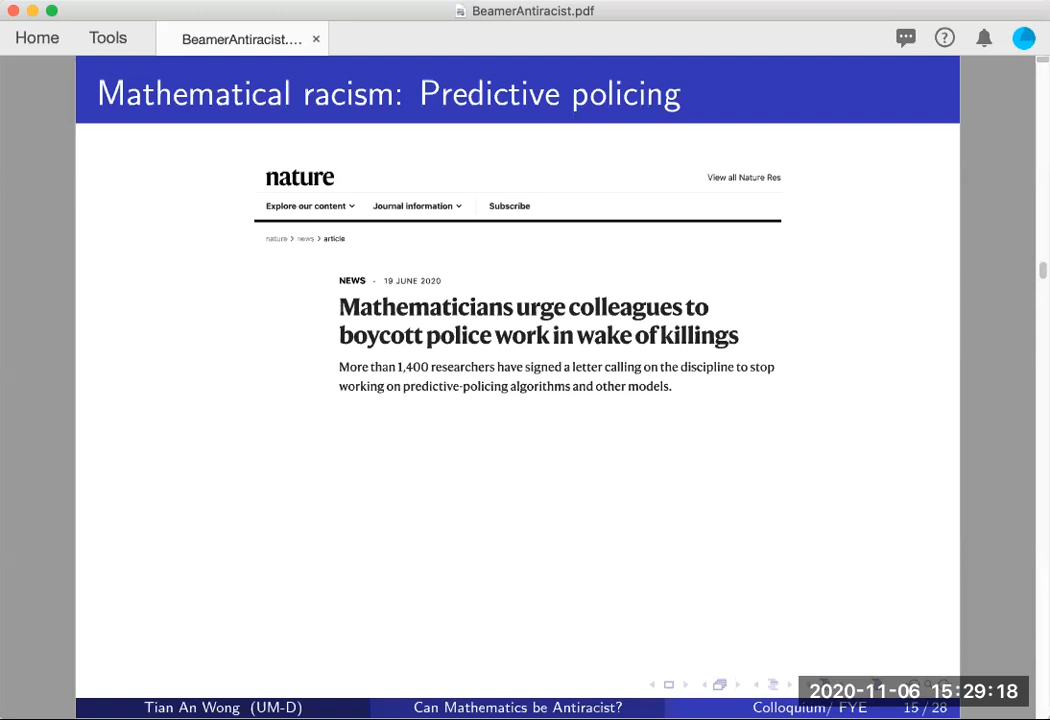 BeamerAntiracist.pdf
Home Tools BeamerAntiracist.... ×
Mathematical racism: Predictive policing
nature
View all Nature Res
Explore our content Journal information Subscribe
nature > news > article
NEWS · 19 JUNE 2020
Mathematicians urge colleagues to
boycott police work in wake of killings
More than 1,400 researchers have signed a letter calling on the discipline to stop
working on predictive-policing algorithms and other models.
2020-11-06 15:29:18
Tian An Wong (UM-D) Can Mathematics be Antiracist? Colloquium/ FYE 15 / 28